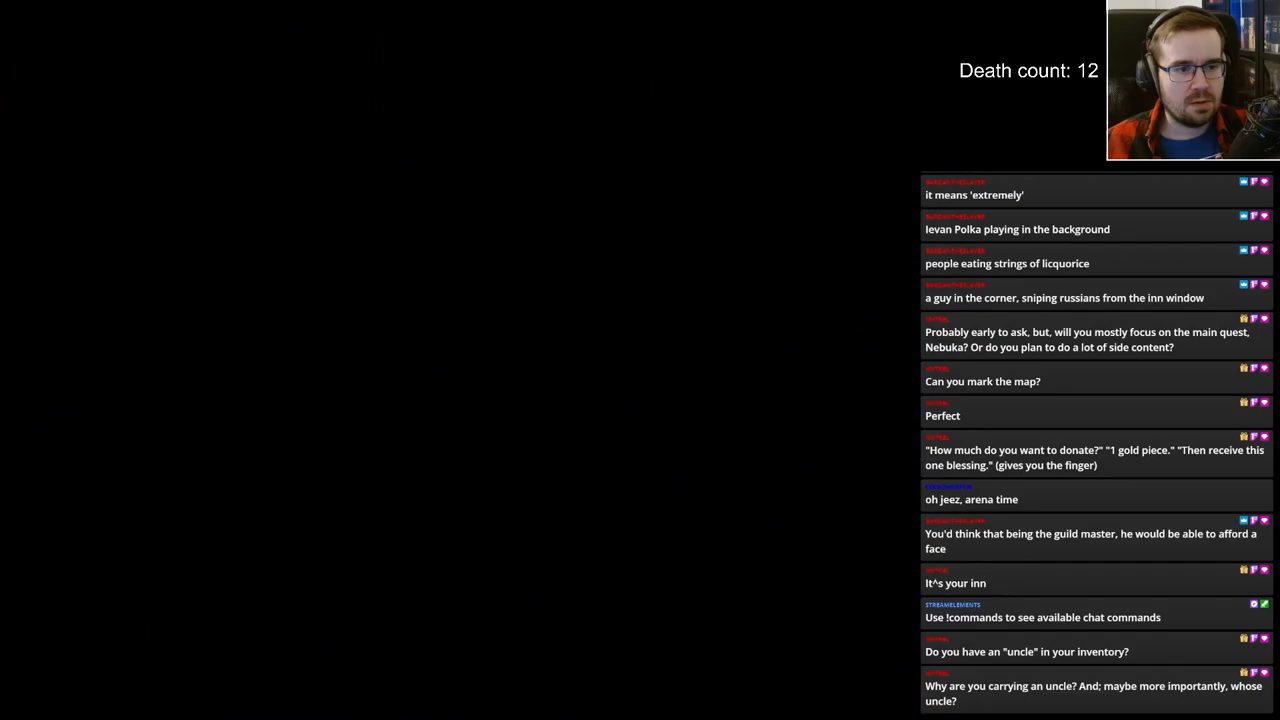 Death count: 12
it means 'extremely'
Ievan Polka playing in the background
people eating strings of licquorice
a guy in the corner, sniping russians from the inn window
Probably early to ask, but, will you mostly focus on the main quest,
Nebuka? Or do you plan to do a lot of side content?
Can you mark the map?
Perfect
"How much do you want to donate?" "1 gold piece." "Then receive this
one blessing." (gives you the finger)
oh jeez, arena time
You'd think that being the guild master, he would be able to afford a
face
It^s your inn
STREAMELEMENTS
Use !commands to see available chat commands
Do you have an "uncle" in your inventory?
Why are you carrying an uncle? And; maybe more importantly, whose
uncle?